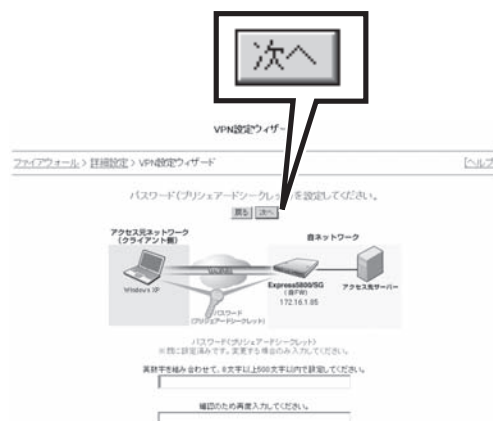 次へ
VPN設定ウィザー
ファイアウォール > 詳細設定 > VPN設定ウィザード
[ヘルプ
パスワード(プリシェアードシークレット)を設定してください。
戻る 次へ
アクセス元ネットワーク
(クライアント側)
自ネットワーク
Windows XP
Express5800/SG
(自FW)
172.16.1.85
アクセス先サーバー
パスワード
(プリシェアードシークレット)
パスワード(プリシェアードシークレット)
※既に設定済みです。変更する場合のみ入力してください。
英数字を組み合わせて、8文字以上500文字以内で設定してください。
確認のため再度入力してください。